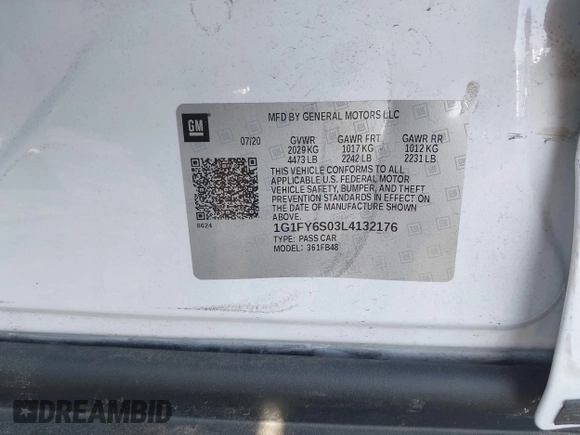 GM
MFD BY GENERAL MOTORS LLC
07/20 GVWR GAWR FRT GAWR RR
2029 KG 1017 KG 1012 KG
4473 LB 2242 LB 2231 LB
THIS VEHICLE CONFORMS TO ALL
APPLICABLE U.S. FEDERAL MOTOR
VEHICLE SAFETY, BUMPER, AND THEFT
PREVENTION STANDARDS IN EFFECT ON
THE DATE OF MANUFACTURE SHOWN
ABOVE.
8624
1G1FY6S03L4132176
TYPE: PASS CAR
MODEL: 361FB48
DREAMBID